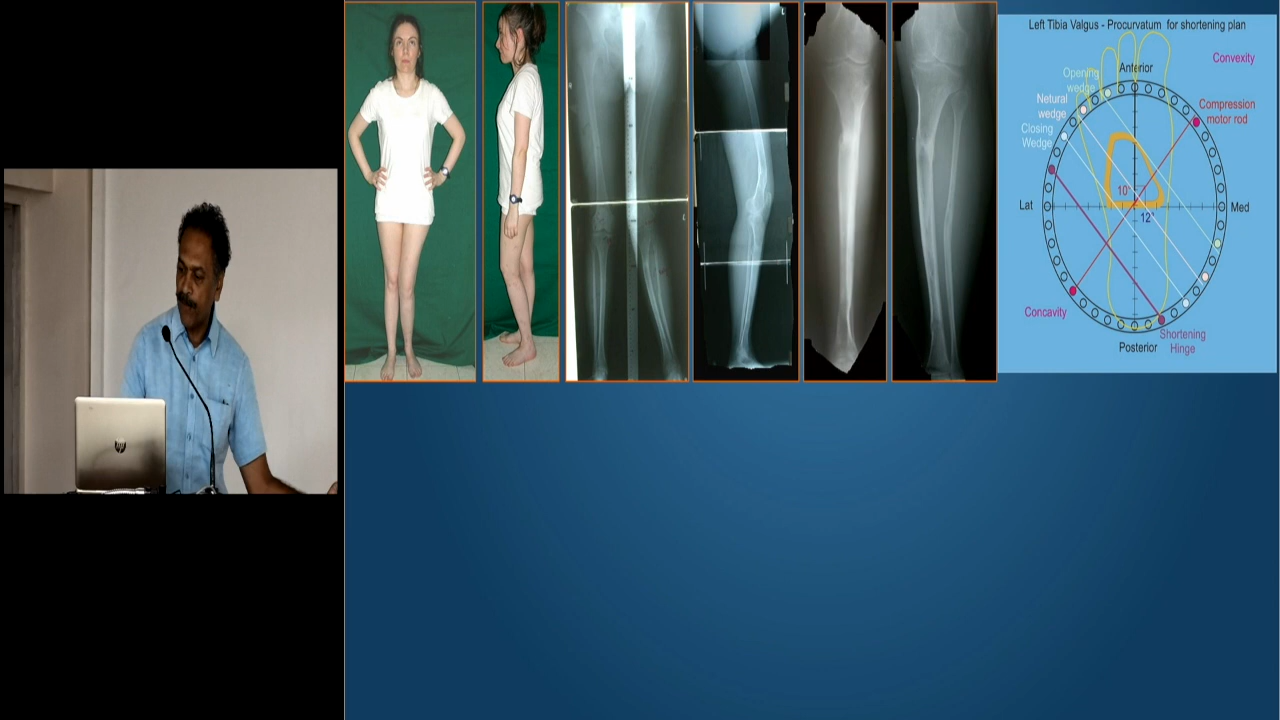 Left Tibia Valgus - Procurvatum for shortening plan
Convexity
Anterior
Opening
wedge
Netural
wedge
Compression
motor rod
Closing
Wedge
10°
Lat
Med
12°
Concavity
Shortening
Hinge
Posterior
hp